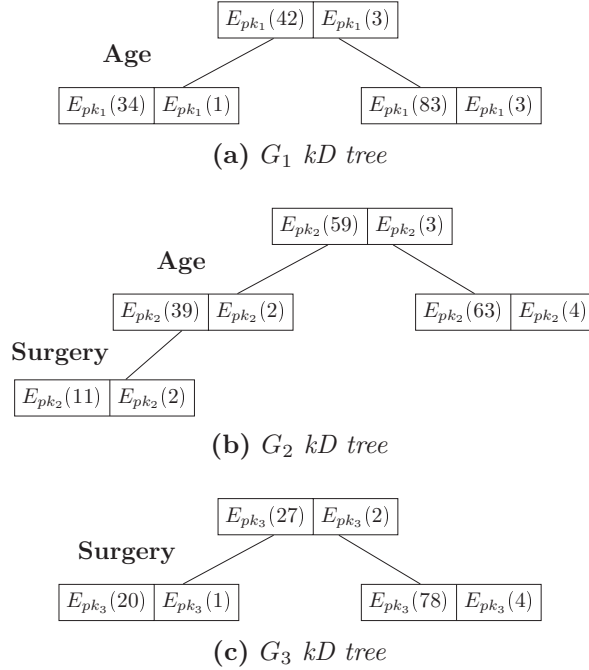 E_{pk_1}(42) E_{pk_1}(3)
Age
E_{pk_1}(34) E_{pk_1}(1) E_{pk_1}(83) E_{pk_1}(3)
(a) G_1 kD tree
E_{pk_2}(59) E_{pk_2}(3)
Age
E_{pk_2}(39) E_{pk_2}(2) E_{pk_2}(63) E_{pk_2}(4)
Surgery
E_{pk_2}(11) E_{pk_2}(2)
(b) G_2 kD tree
E_{pk_3}(27) E_{pk_3}(2)
Surgery
E_{pk_3}(20) E_{pk_3}(1) E_{pk_3}(78) E_{pk_3}(4)
(c) G_3 kD tree